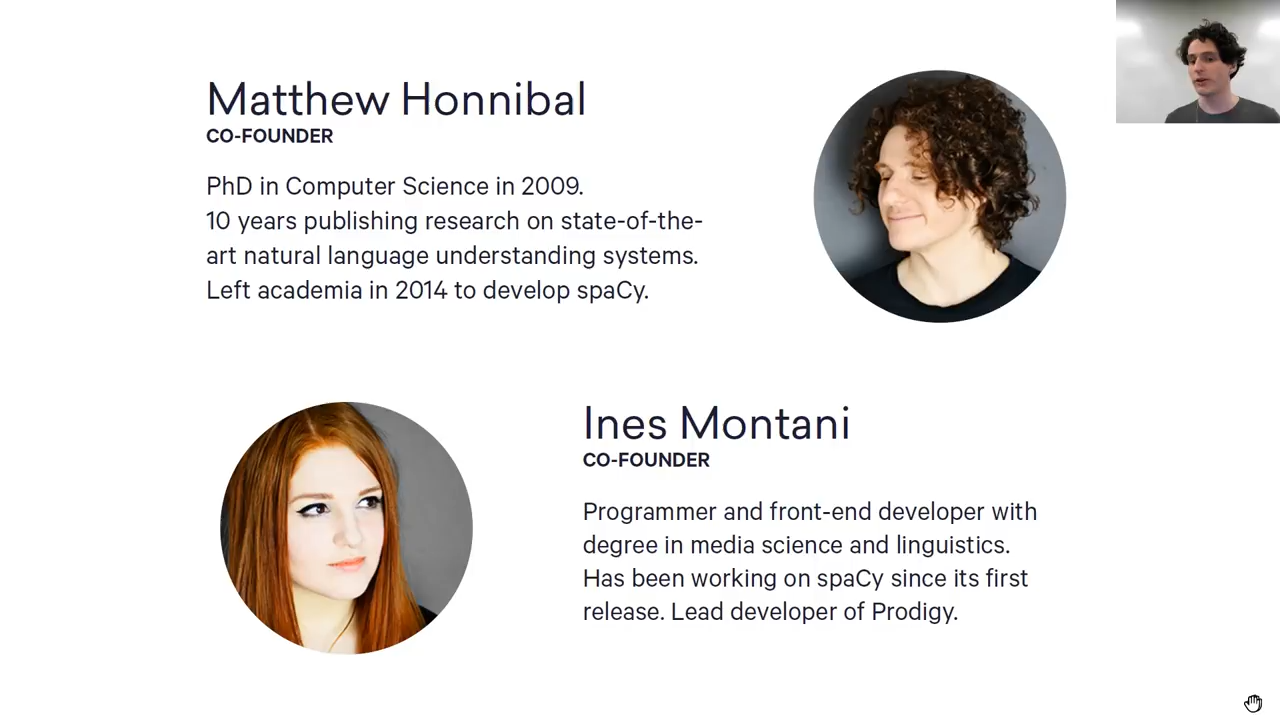 Matthew Honnibal
CO-FOUNDER
PhD in Computer Science in 2009.
10 years publishing research on state-of-the-
art natural language understanding systems.
Left academia in 2014 to develop spaCy.
Ines Montani
CO-FOUNDER
Programmer and front-end developer with
degree in media science and linguistics.
Has been working on spaCy since its first
release. Lead developer of Prodigy.